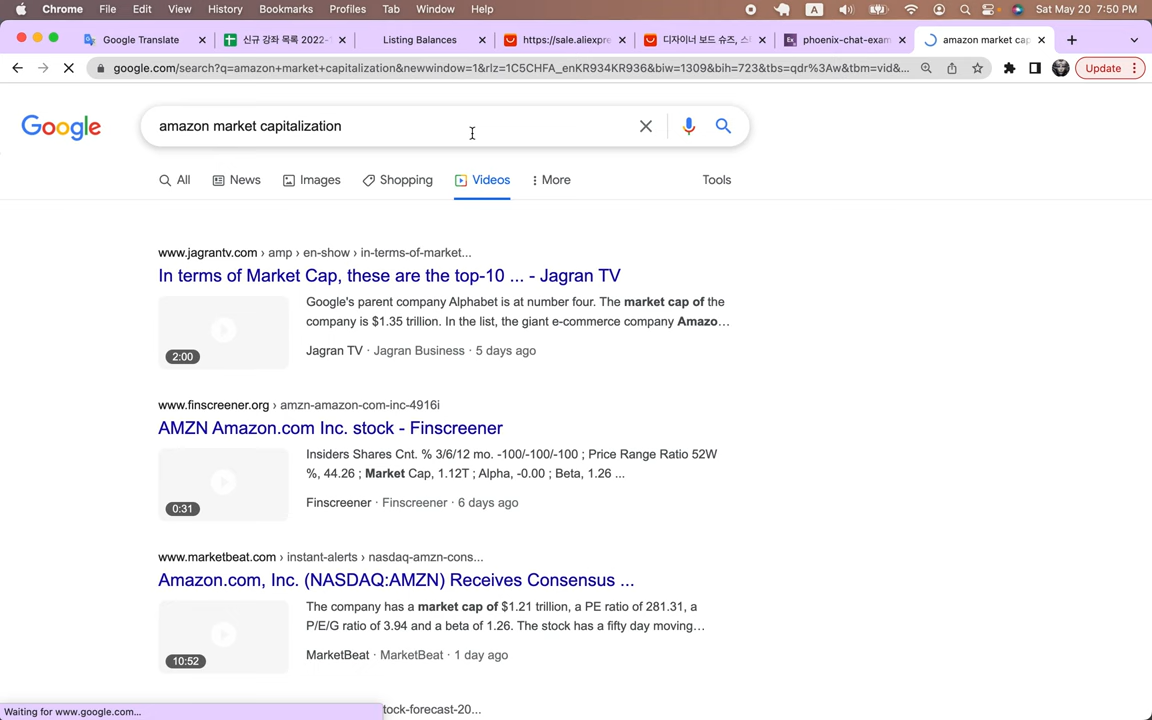 Chrome File Edit View History Bookmarks Profiles Tab Window Help A Sat May 20 7:50 PM
Google Translate 신규 강좌 목록 2022-1 Listing Balances https://sale.aliexpre 디자이너 보드 슈즈, 스니 phoenix-chat-exam amazon market cap
google.com/search?q=amazon+market+capitalization&newwindow=1&rlz=1C5CHFA_enKR934KR936&biw=1309&bih=723&tbs=qdr%3Aw&tbm=vid&... Update
Google amazon market capitalization
All News Images Shopping Videos More Tools
www.jagrantv.com › amp › en-show › in-terms-of-market...
In terms of Market Cap, these are the top-10 ... - Jagran TV
Google's parent company Alphabet is at number four. The market cap of the
company is $1.35 trillion. In the list, the giant e-commerce company Amazo...
2:00
Jagran TV · Jagran Business · 5 days ago
www.finscreener.org › amzn-amazon-com-inc-4916i
AMZN Amazon.com Inc. stock - Finscreener
Insiders Shares Cnt. % 3/6/12 mo. -100/-100/-100 ; Price Range Ratio 52W
%, 44.26 ; Market Cap, 1.12T ; Alpha, -0.00 ; Beta, 1.26 ...
0:31
Finscreener · Finscreener · 6 days ago
www.marketbeat.com › instant-alerts › nasdaq-amzn-cons...
Amazon.com, Inc. (NASDAQ:AMZN) Receives Consensus ...
The company has a market cap of $1.21 trillion, a PE ratio of 281.31, a
P/E/G ratio of 3.94 and a beta of 1.26. The stock has a fifty day moving...
10:52
MarketBeat · MarketBeat · 1 day ago
Waiting for www.google.com... tock-forecast-20...